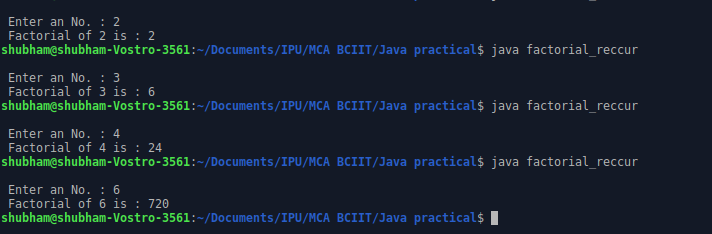 Enter an No. : 2
Factorial of 2 is : 2
shubham@shubham-Vostro-3561:~/Documents/IPU/MCA BCIIT/Java practical$ java factorial_reccur
Enter an No. : 3
Factorial of 3 is : 6
shubham@shubham-Vostro-3561:~/Documents/IPU/MCA BCIIT/Java practical$ java factorial_reccur
Enter an No. : 4
Factorial of 4 is : 24
shubham@shubham-Vostro-3561:~/Documents/IPU/MCA BCIIT/Java practical$ java factorial_reccur
Enter an No. : 6
Factorial of 6 is : 720
shubham@shubham-Vostro-3561:~/Documents/IPU/MCA BCIIT/Java practical$